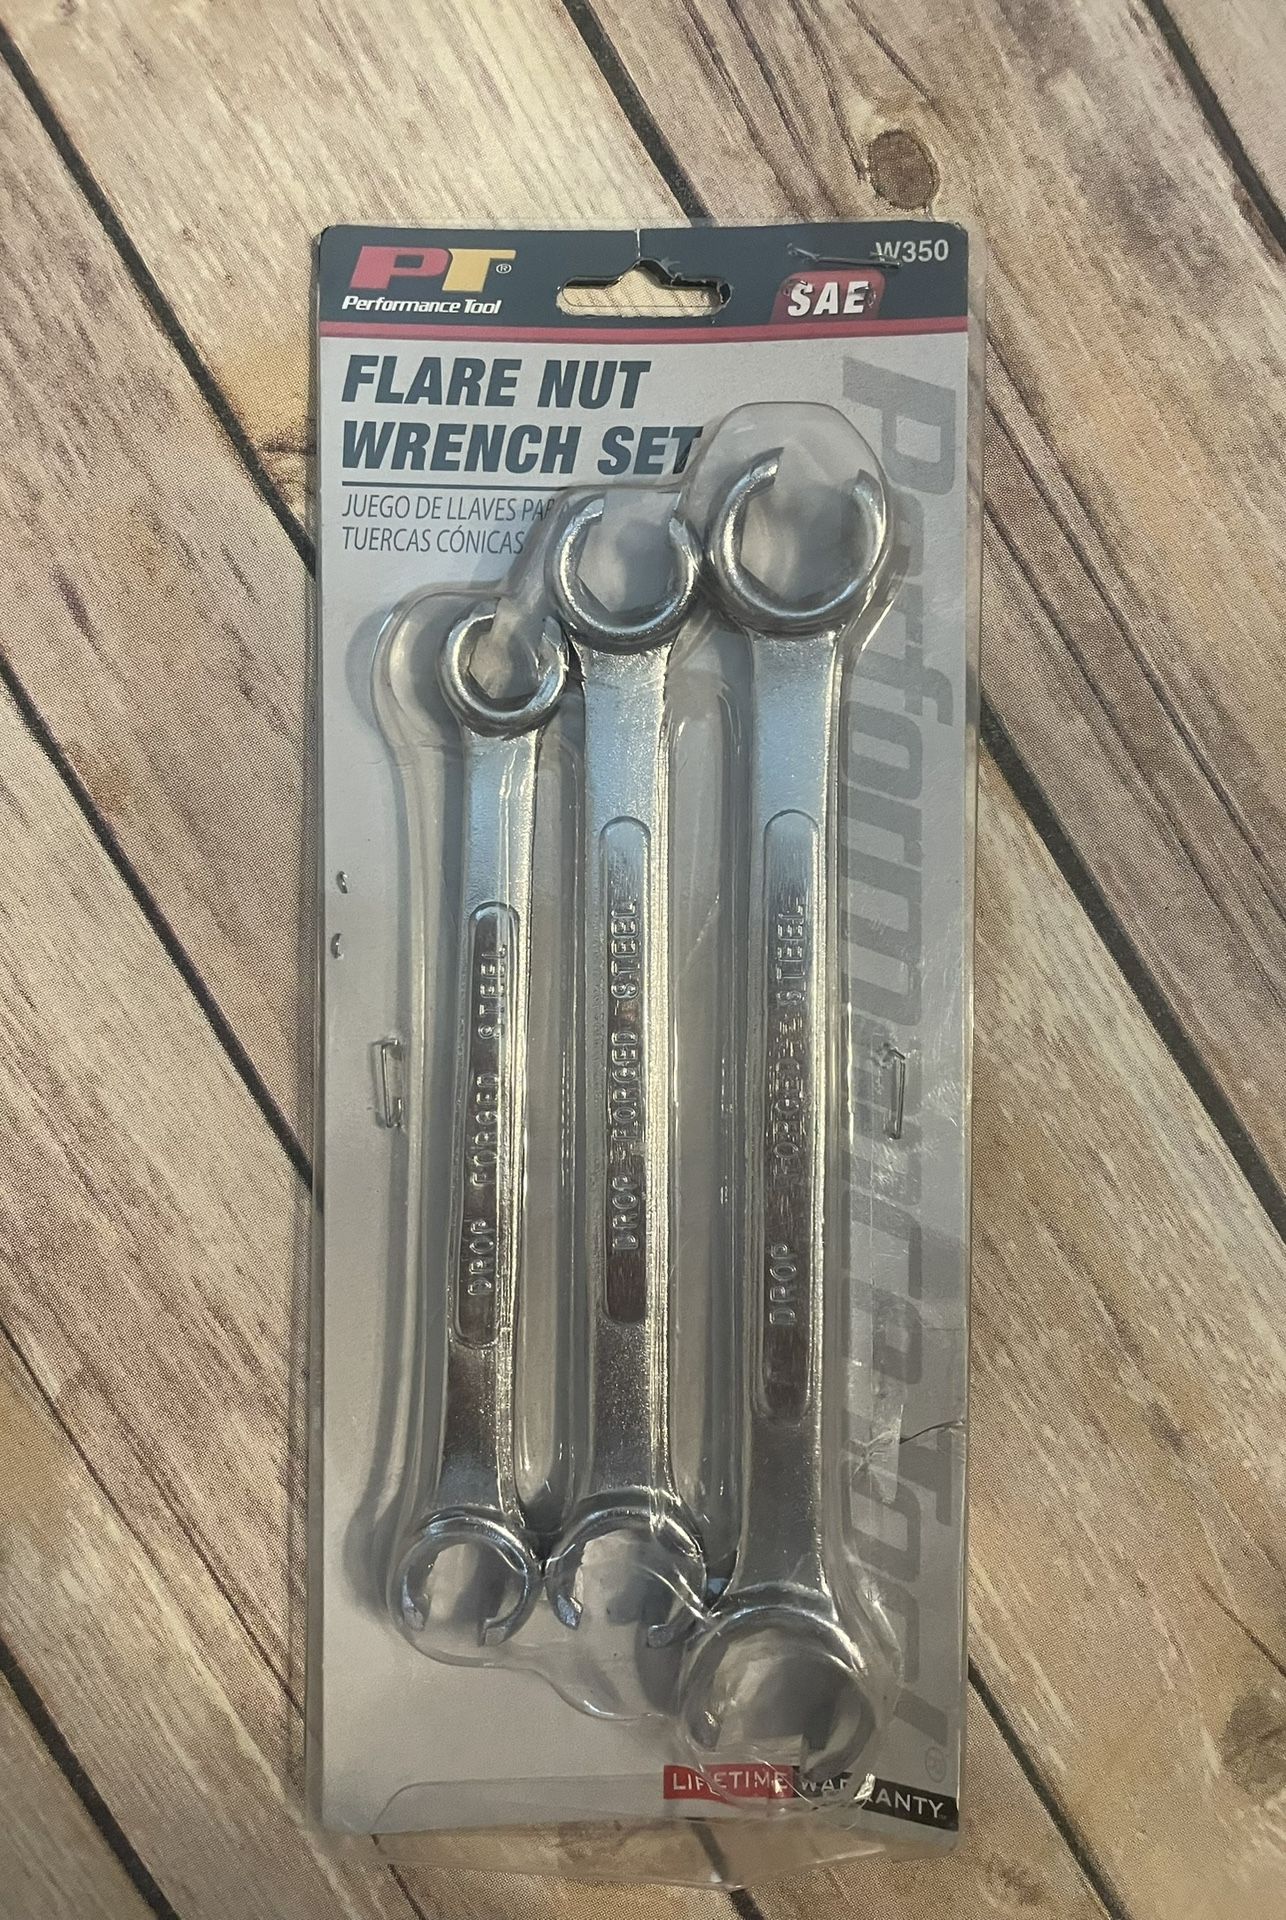 PT®
Performance Tool
W350
SAE
FLARE NUT
WRENCH SET
JUEGO DE LLAVES PARA
TUERCAS CÓNICAS
DROP FORGED STEEL
DROP-FORGED STEEL
DROP FORGED STEEL
Performance Tool®
LIFETIME WARRANTY